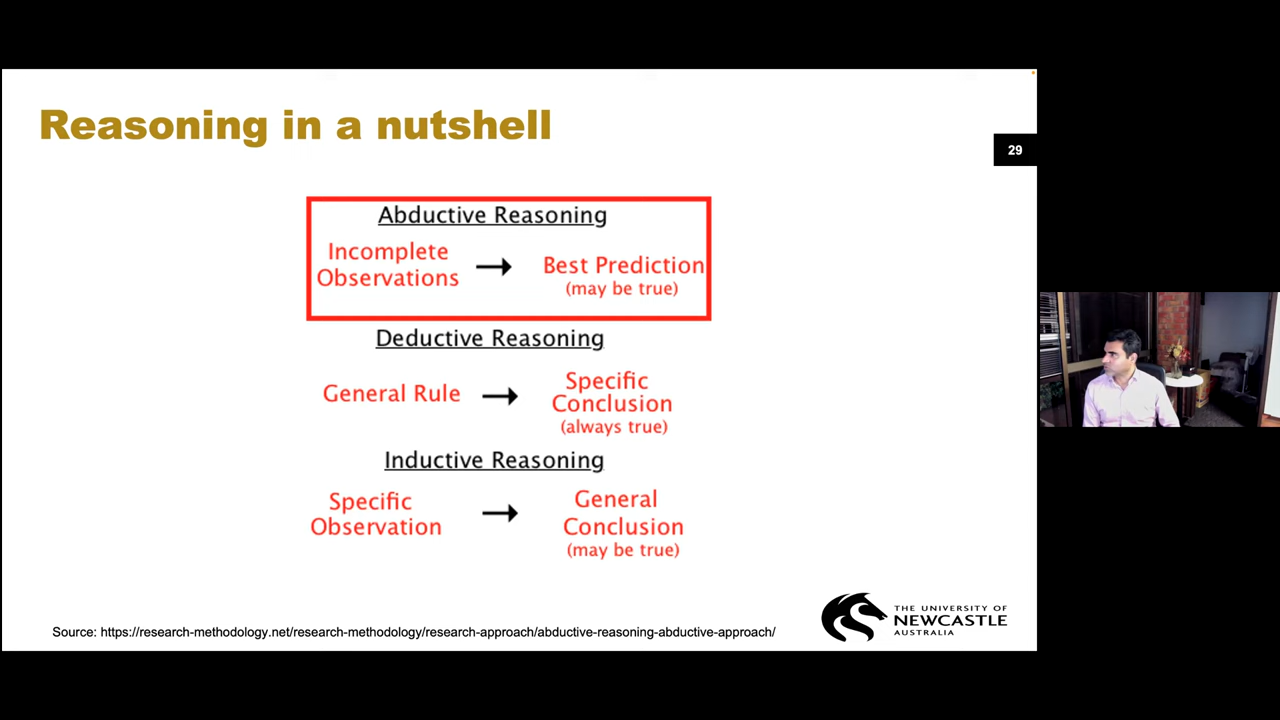 Reasoning in a nutshell
29
Abductive Reasoning
Incomplete
Observations
Best Prediction
(may be true)
Deductive Reasoning
General Rule
Specific
Conclusion
(always true)
Inductive Reasoning
Specific
Observation
General
Conclusion
(may be true)
Source: https://research-methodology.net/research-methodology/research-approach/abductive-reasoning-abductive-approach/
THE UNIVERSITY OF
NEWCASTLE
AUSTRALIA